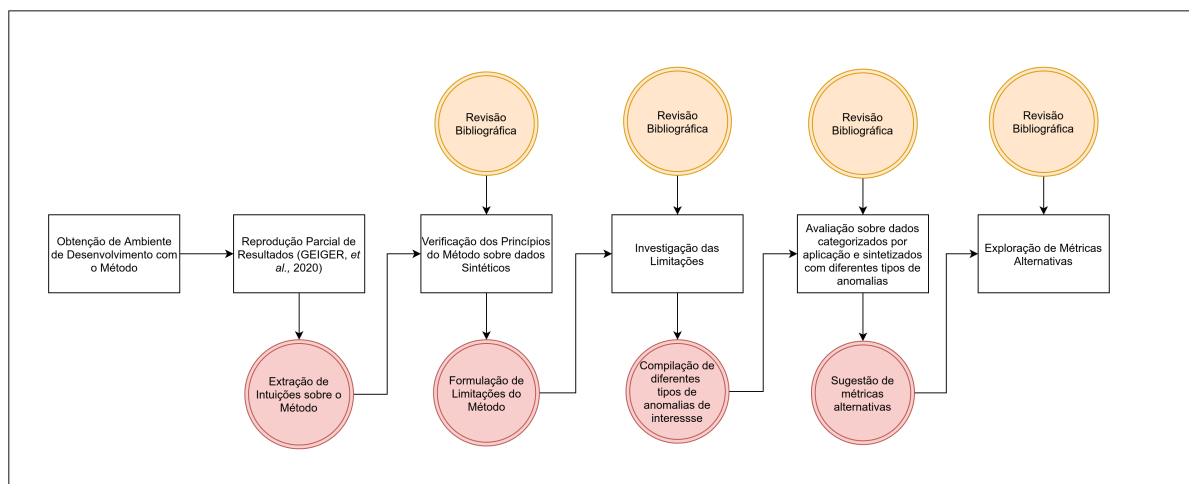 Revisão
Bibliográfica
Revisão
Bibliográfica
Revisão
Bibliográfica
Revisão
Bibliográfica
Obtenção de Ambiente
de Desenvolvimento com
o Método
Reprodução Parcial de
Resultados (GEIGER, et
al., 2020)
Verificação dos Princípios
do Método sobre dados
Sintéticos
Investigação das
Limitações
Avaliação sobre dados
categorizados por
aplicação e sintetizados
com diferentes tipos de
anomalias
Exploração de Métricas
Alternativas
Extração de
Intuições sobre o
Método
Formulação de
Limitações do
Método
Compilação de
diferentes
tipos de
anomalias de
interessse
Sugestão de
métricas
alternativas